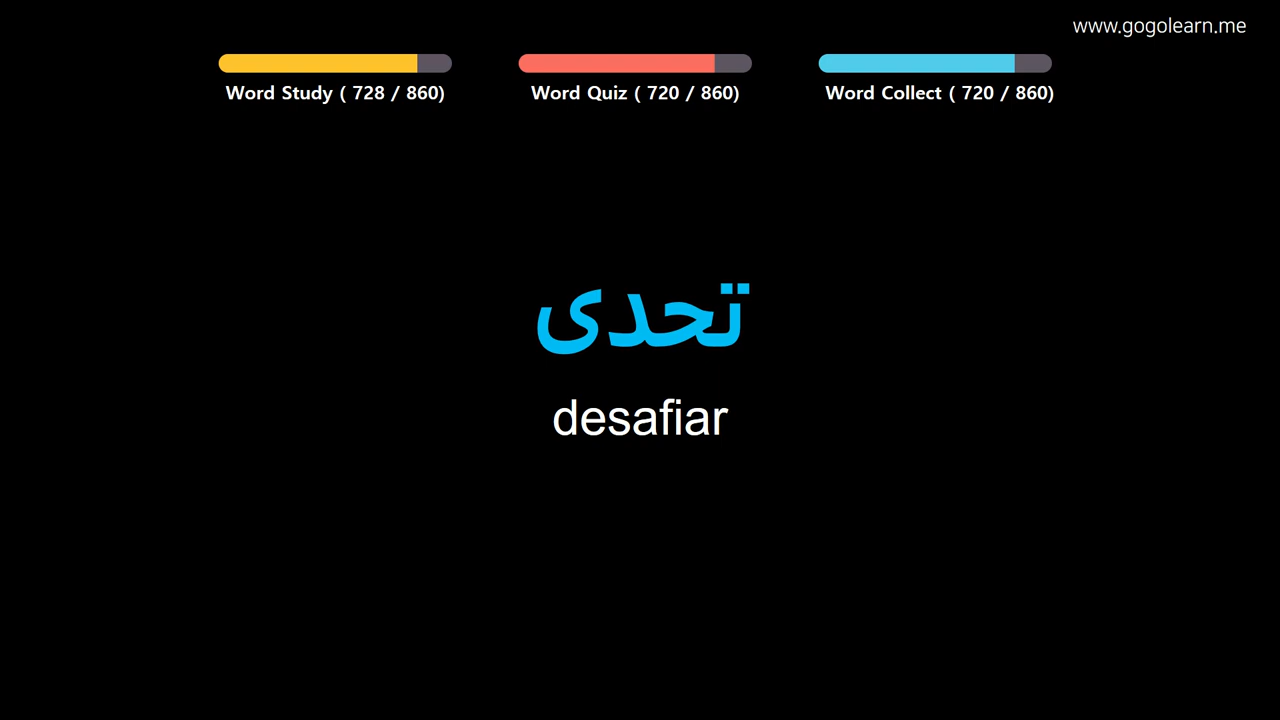 www.gogolearn.me
Word Study ( 728 / 860)
Word Quiz ( 720 / 860)
Word Collect ( 720 / 860)
تحدى
desafiar